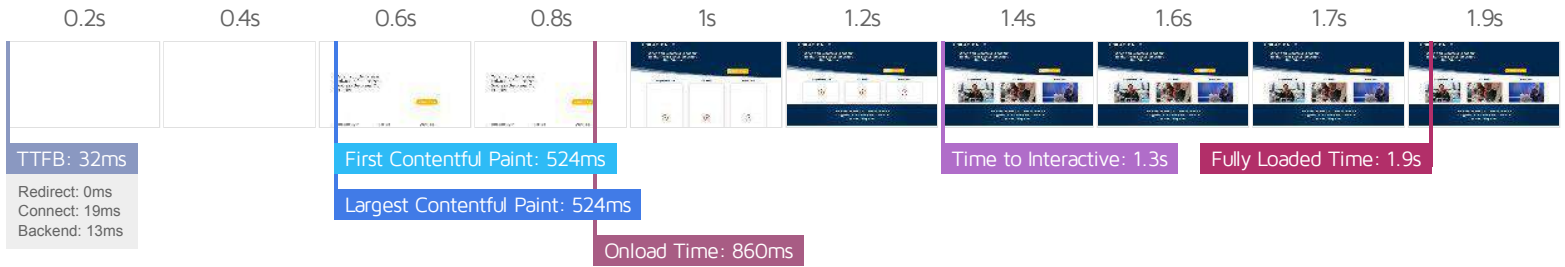 0.2s
0.4s
0.6s
0.8s
1s
1.2s
1.4s
1.6s
1.7s
1.9s
TTFB: 32ms
Redirect: 0ms
Connect: 19ms
Backend: 13ms
First Contentful Paint: 524ms
Largest Contentful Paint: 524ms
Onload Time: 860ms
Time to Interactive: 1.3s
Fully Loaded Time: 1.9s